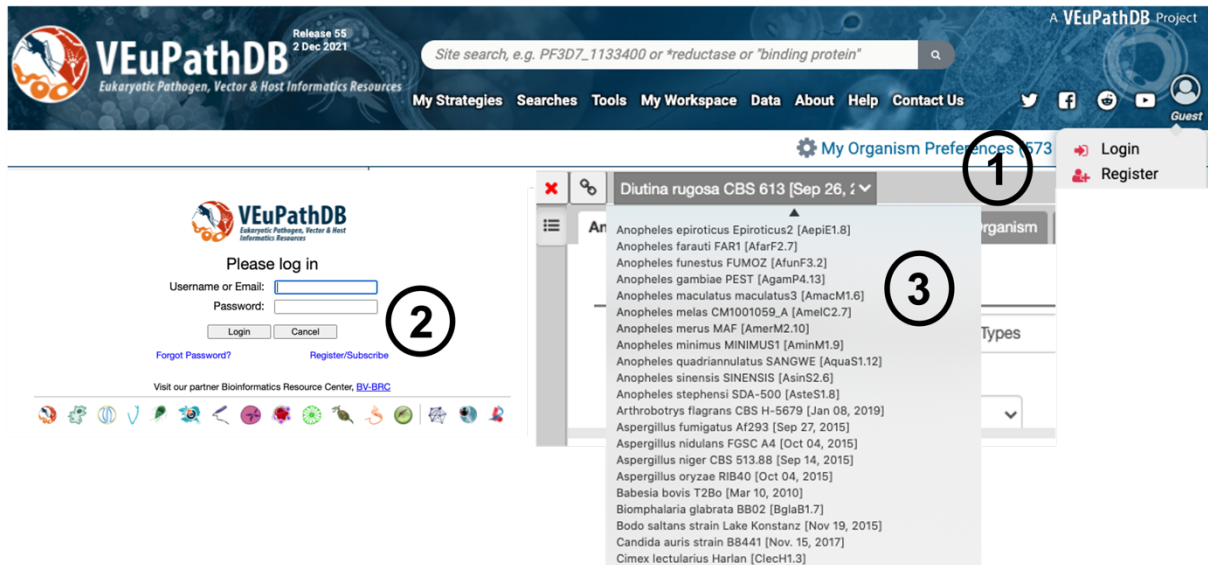 A VEuPathDB Project
Release 55
2 Dec 2021
VEuPathDB
Eukaryotic Pathogen, Vector & Host Informatics Resources
Site search, e.g. PF3D7_1133400 or *reductase or "binding protein"
My Strategies Searches Tools My Workspace Data About Help Contact Us
Guest
My Organism Preferences (573
1
Login
Register
VEuPathDB
Eukaryotic Pathogen, Vector & Host
Informatics Resources
Please log in
Username or Email:
Password:
Login Cancel
2
Forgot Password? Register/Subscribe
Visit our partner Bioinformatics Resource Center, BV-BRC
Diutina rugosa CBS 613 [Sep 26, 2
An
rganism
Types
3
Anopheles epiroticus Epiroticus2 [AepiE1.8]
Anopheles farauti FAR1 [AfarF2.7]
Anopheles funestus FUMOZ [AfunF3.2]
Anopheles gambiae PEST [AgamP4.13]
Anopheles maculatus maculatus3 [AmacM1.6]
Anopheles melas CM1001059_A [AmelC2.7]
Anopheles merus MAF [AmerM2.10]
Anopheles minimus MINIMUS1 [AminM1.9]
Anopheles quadriannulatus SANGWE [AquaS1.12]
Anopheles sinensis SINENSIS [AsinS2.6]
Anopheles stephensi SDA-500 [AsteS1.8]
Arthrobotrys flagrans CBS H-5679 [Jan 08, 2019]
Aspergillus fumigatus Af293 [Sep 27, 2015]
Aspergillus nidulans FGSC A4 [Oct 04, 2015]
Aspergillus niger CBS 513.88 [Sep 14, 2015]
Aspergillus oryzae RIB40 [Oct 04, 2015]
Babesia bovis T2Bo [Mar 10, 2010]
Biomphalaria glabrata BB02 [BglaB1.7]
Bodo saltans strain Lake Konstanz [Nov 19, 2015]
Candida auris strain B8441 [Nov. 15, 2017]
Cimex lectularius Harlan [ClecH1.3]